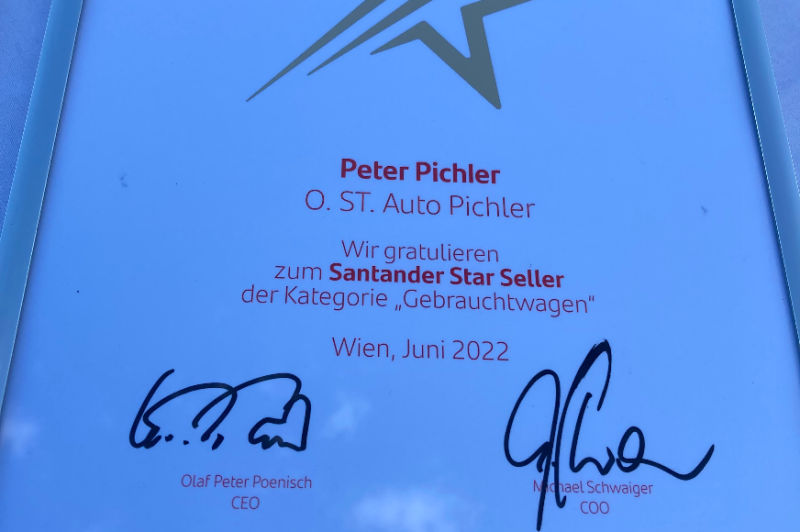 Peter Pichler
O. ST. Auto Pichler
Wir gratulieren
zum Santander Star Seller
der Kategorie „Gebrauchtwagen“
Wien, Juni 2022
Olaf Peter Poenisch
CEO
Michael Schwaiger
COO